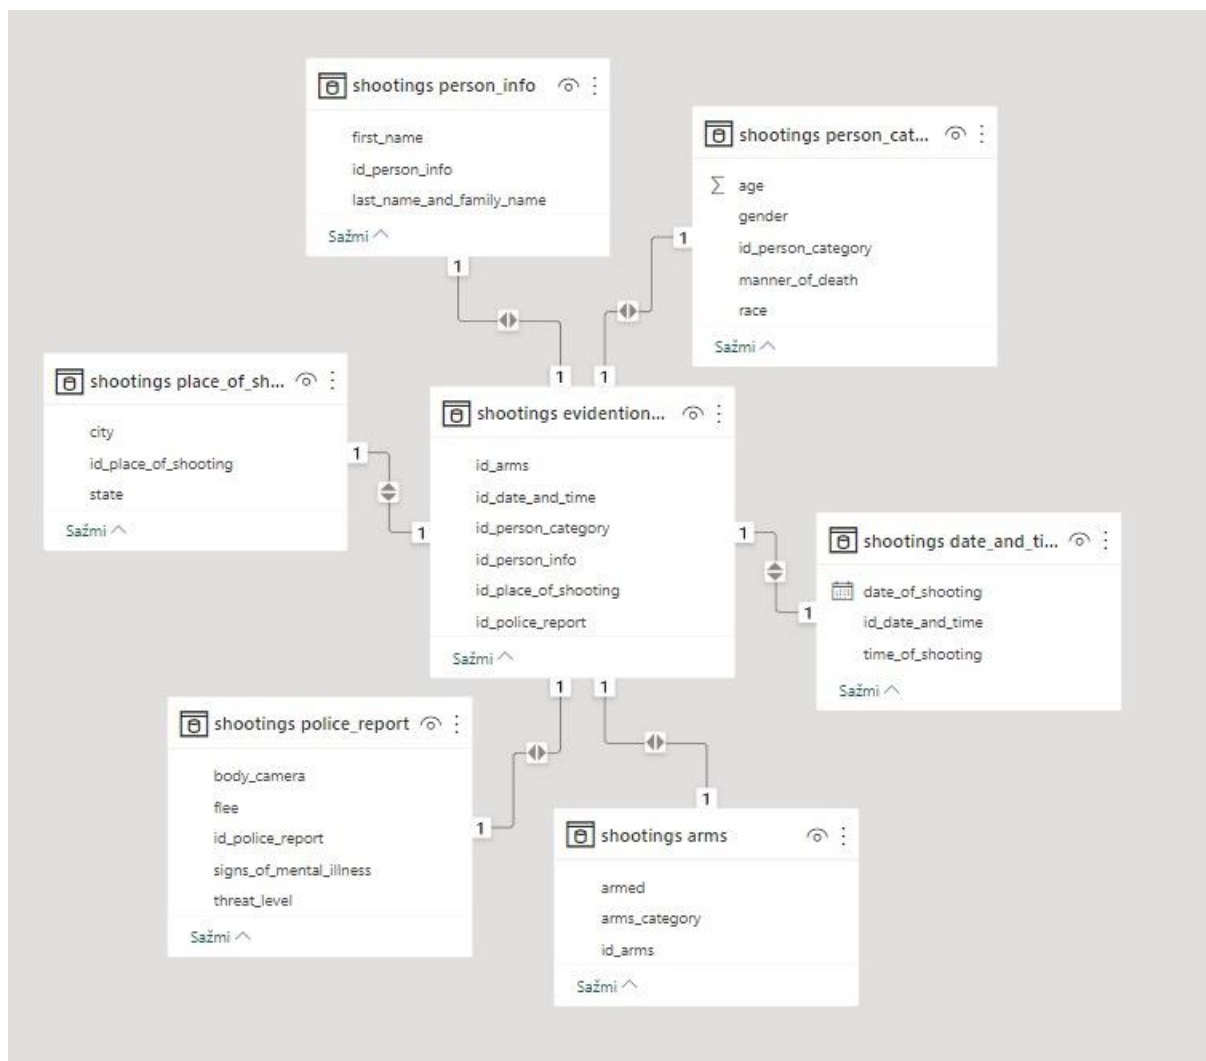 shootings person_info
first_name
id_person_info
last_name_and_family_name
Sažmi
1
shootings person_cat...
age
gender
id_person_category
manner_of_death
race
Sažmi
1
1
1
shootings place_of_sh...
city
id_place_of_shooting
state
Sažmi
1
1
shootings evidention...
id_arms
id_date_and_time
id_person_category
id_person_info
id_place_of_shooting
id_police_report
Sažmi
1
1
shootings date_and_ti...
date_of_shooting
id_date_and_time
time_of_shooting
Sažmi
1
1
shootings police_report
body_camera
flee
id_police_report
signs_of_mental_illness
threat_level
Sažmi
1
1
shootings arms
armed
arms_category
id_arms
Sažmi